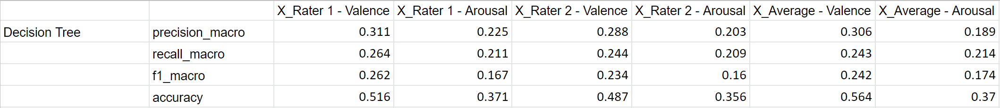 X_Rater 1 - Valence X_Rater 1 - Arousal X_Rater 2 - Valence X_Rater 2 - Arousal X_Average - Valence X_Average - Arousal
Decision Tree precision_macro 0.311 0.225 0.288 0.203 0.306 0.189
recall_macro 0.264 0.211 0.244 0.209 0.243 0.214
f1_macro 0.262 0.167 0.234 0.16 0.242 0.174
accuracy 0.516 0.371 0.487 0.356 0.564 0.37